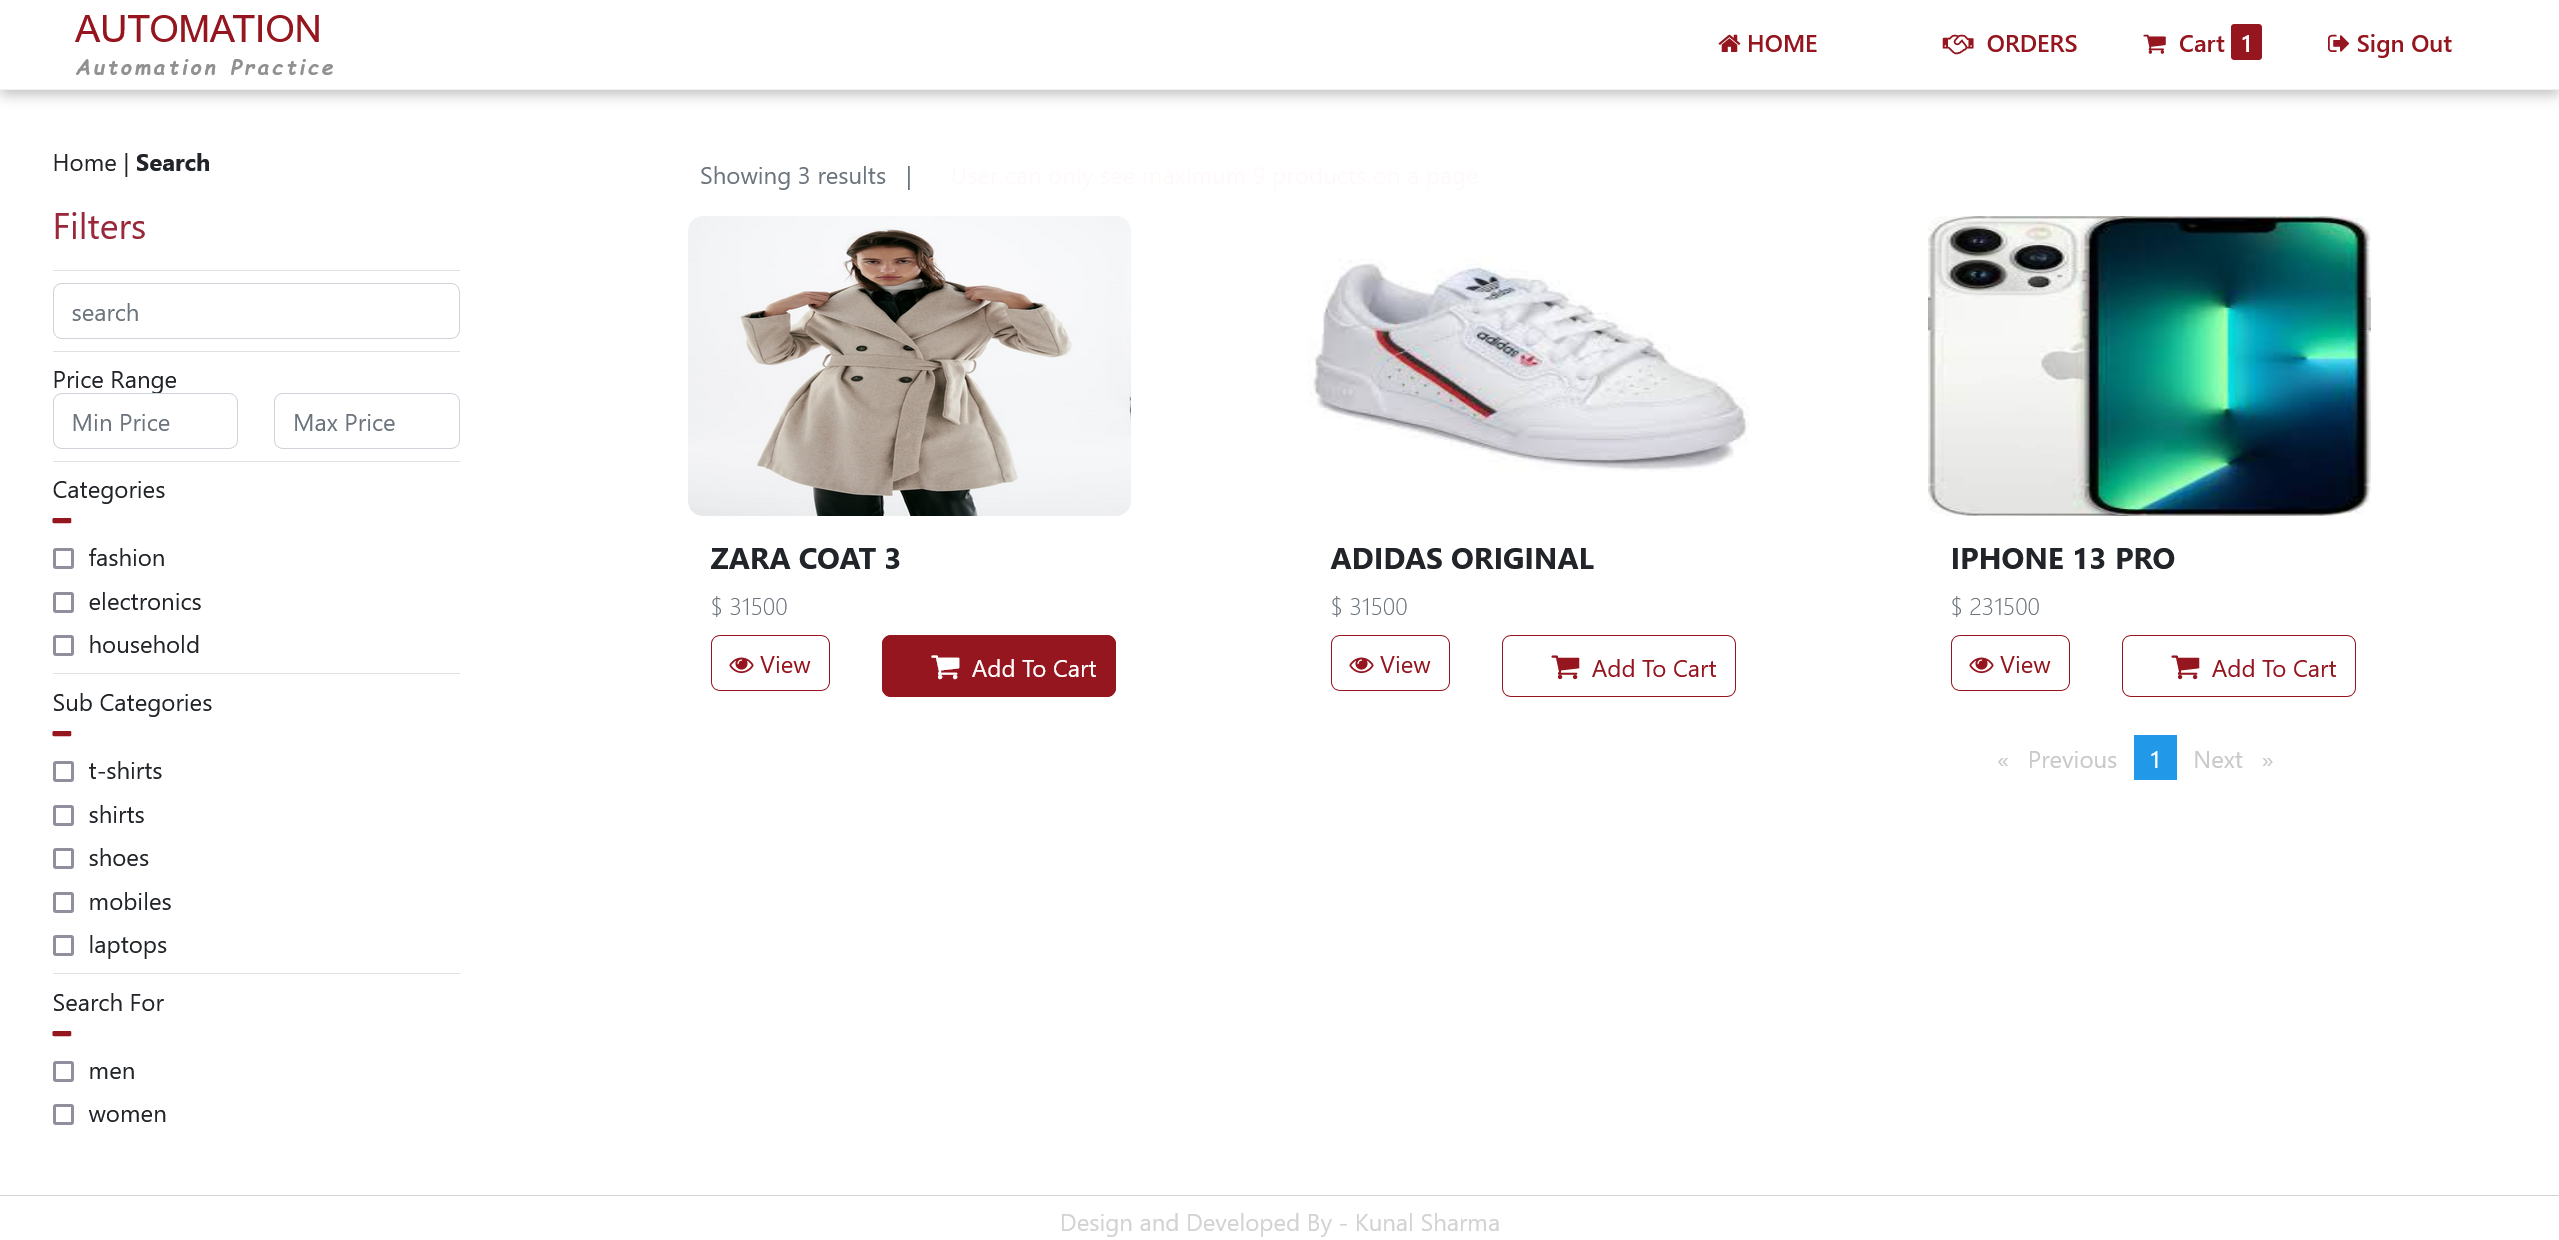 AUTOMATION
Automation Practice
HOME
ORDERS
Cart 1
Sign Out
Home | Search
Filters
search
Price Range
Min Price
Max Price
Categories
fashion
electronics
household
Sub Categories
t-shirts
shirts
shoes
mobiles
laptops
Search For
men
women
Showing 3 results |
User can only see maximum 9 products on a page
adidas
adidas
ZARA COAT 3
$ 31500
View
Add To Cart
ADIDAS ORIGINAL
$ 31500
View
Add To Cart
IPHONE 13 PRO
$ 231500
View
Add To Cart
« Previous 1 Next »
Design and Developed By - Kunal Sharma